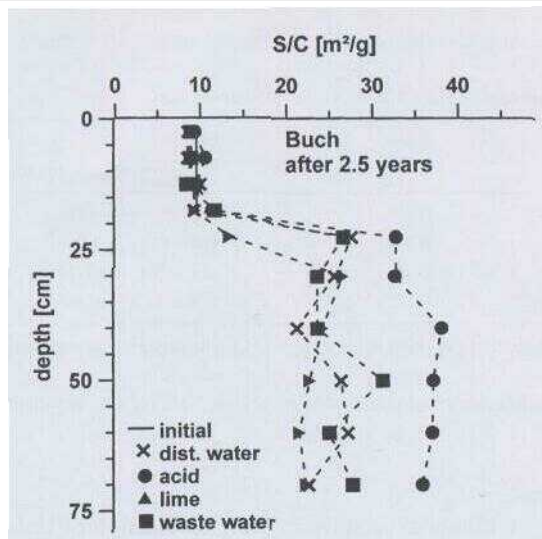 S/C [m²/g]
0 10 20 30 40
0
Buch
after 2.5 years
25
depth [cm]
50
initial
dist. water
acid
lime
waste water
75